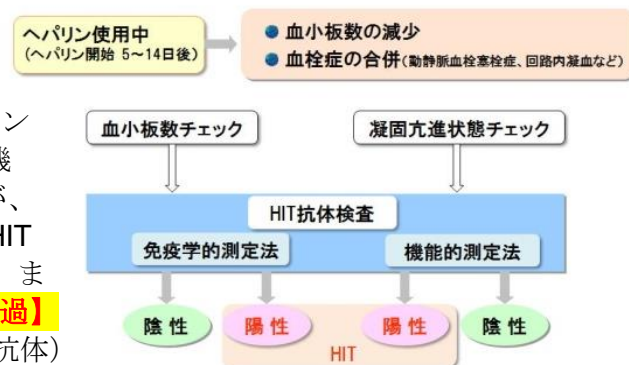 ヘパリン使用中
(ヘパリン開始 5～14日後)
● 血小板数の減少
● 血栓症の合併(動静脈血栓塞栓症、回路内凝血など)
血小板数チェック
凝固亢進状態チェック
HIT抗体検査
免疫学的測定法
機能的測定法
陰 性
陽 性
陽 性
陰 性
HIT
ン
が、
HIT
ま
過】
抗体)